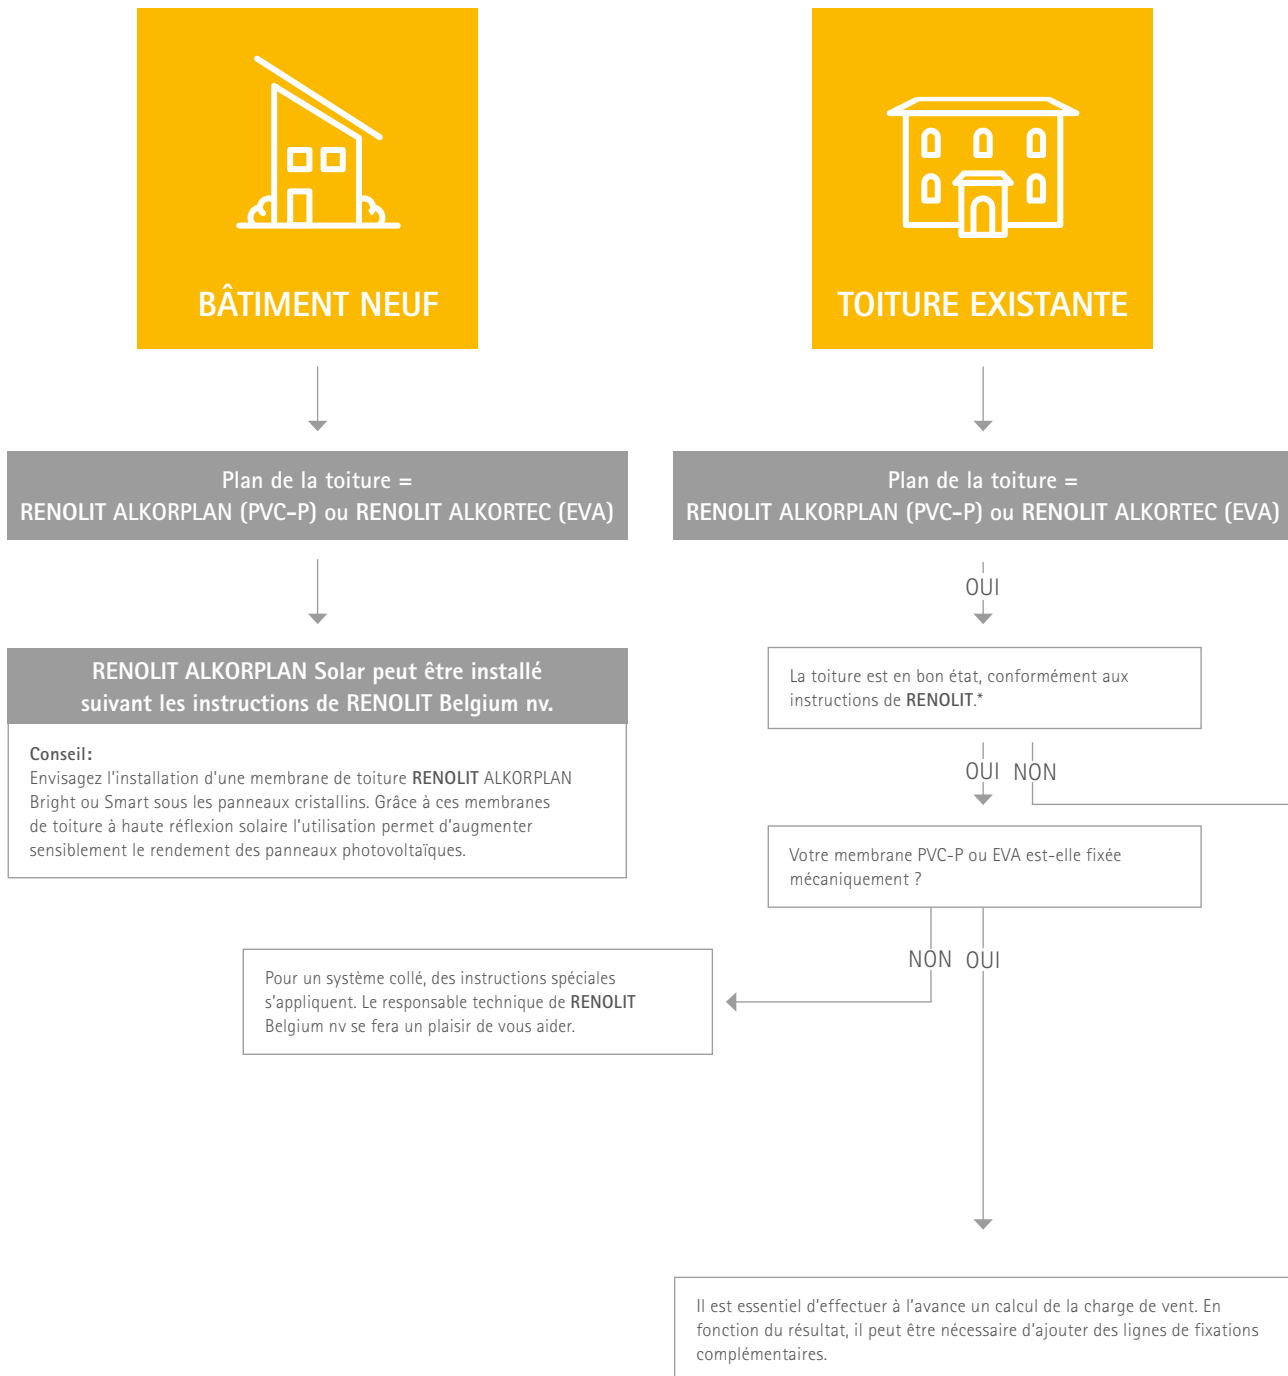 BÂTIMENT NEUF
Plan de la toiture =
RENOLIT ALKORPLAN (PVC-P) ou RENOLIT ALKORTEC (EVA)
RENOLIT ALKORPLAN Solar peut être installé
suivant les instructions de RENOLIT Belgium nv.
Conseil:
Envisagez l'installation d'une membrane de toiture RENOLIT ALKORPLAN
Bright ou Smart sous les panneaux cristallins. Grâce à ces membranes
de toiture à haute réflexion solaire l'utilisation permet d'augmenter
sensiblement le rendement des panneaux photovoltaïques.
TOITURE EXISTANTE
Plan de la toiture =
RENOLIT ALKORPLAN (PVC-P) ou RENOLIT ALKORTEC (EVA)
OUI
La toiture est en bon état, conformément aux
instructions de RENOLIT.*
OUI NON
Votre membrane PVC-P ou EVA est-elle fixée
mécaniquement ?
NON OUI
Pour un système collé, des instructions spéciales
s'appliquent. Le responsable technique de RENOLIT
Belgium nv se fera un plaisir de vous aider.
Il est essentiel d'effectuer à l'avance un calcul de la charge de vent. En
fonction du résultat, il peut être nécessaire d'ajouter des lignes de fixations
complémentaires.